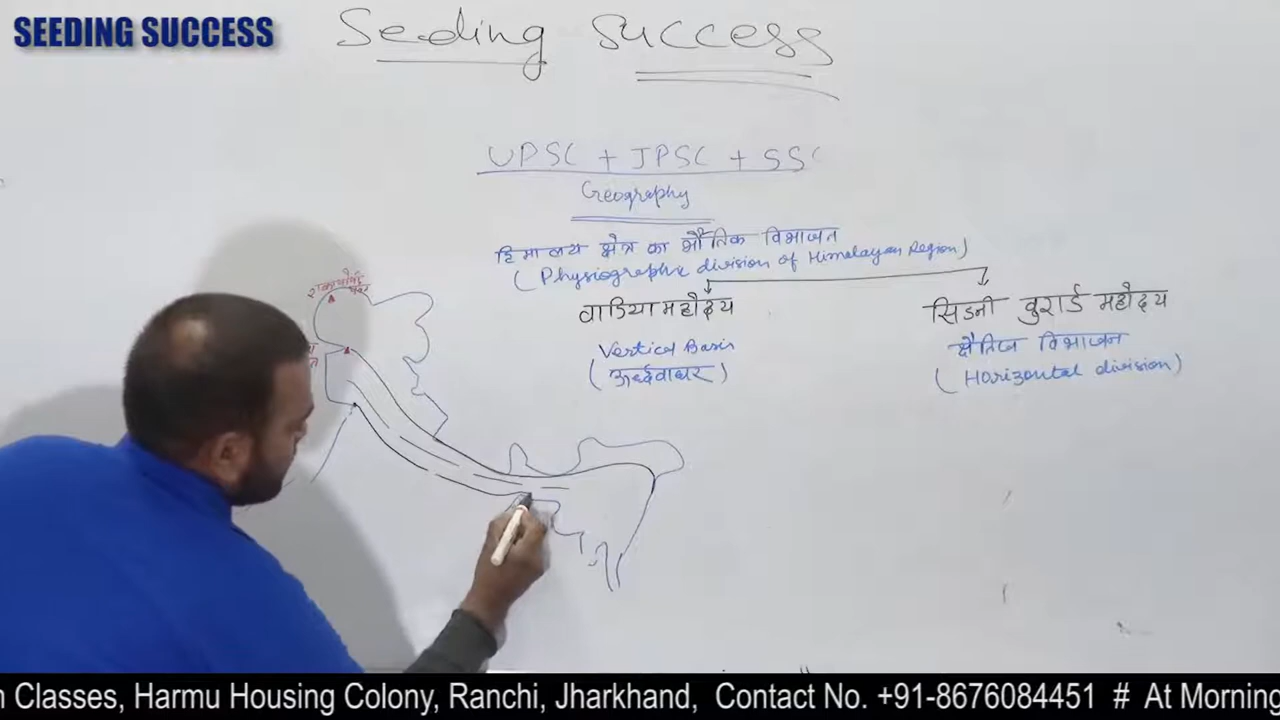 SEEDING SUCCESS
Seeding Success
UPSC + JPSC + SSC
Geography
हिमालय क्षेत्र का भौतिक विभाजन
(Physiographic division of Himalayan Region)
वाडिया महोदय
सिडनी बुरार्ड महोदय
Vertical Basis
(ऊर्ध्वाधर)
क्षैतिज विभाजन
(Horizontal division)
n Classes, Harmu Housing Colony, Ranchi, Jharkhand, Contact No. +91-8676084451 # At Morning